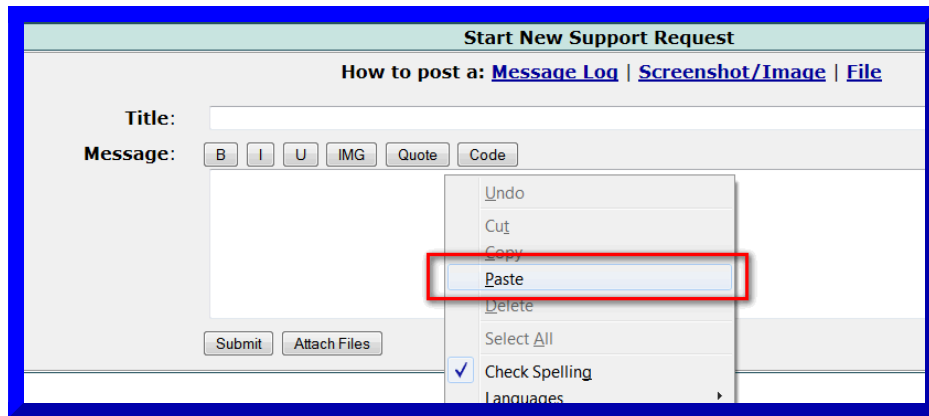 Start New Support Request
How to post a: Message Log | Screenshot/Image | File
Title:
Message:
B I U IMG Quote Code
Undo
Cut
Copy
Paste
Delete
Select All
Submit Attach Files
Check Spelling
Languages